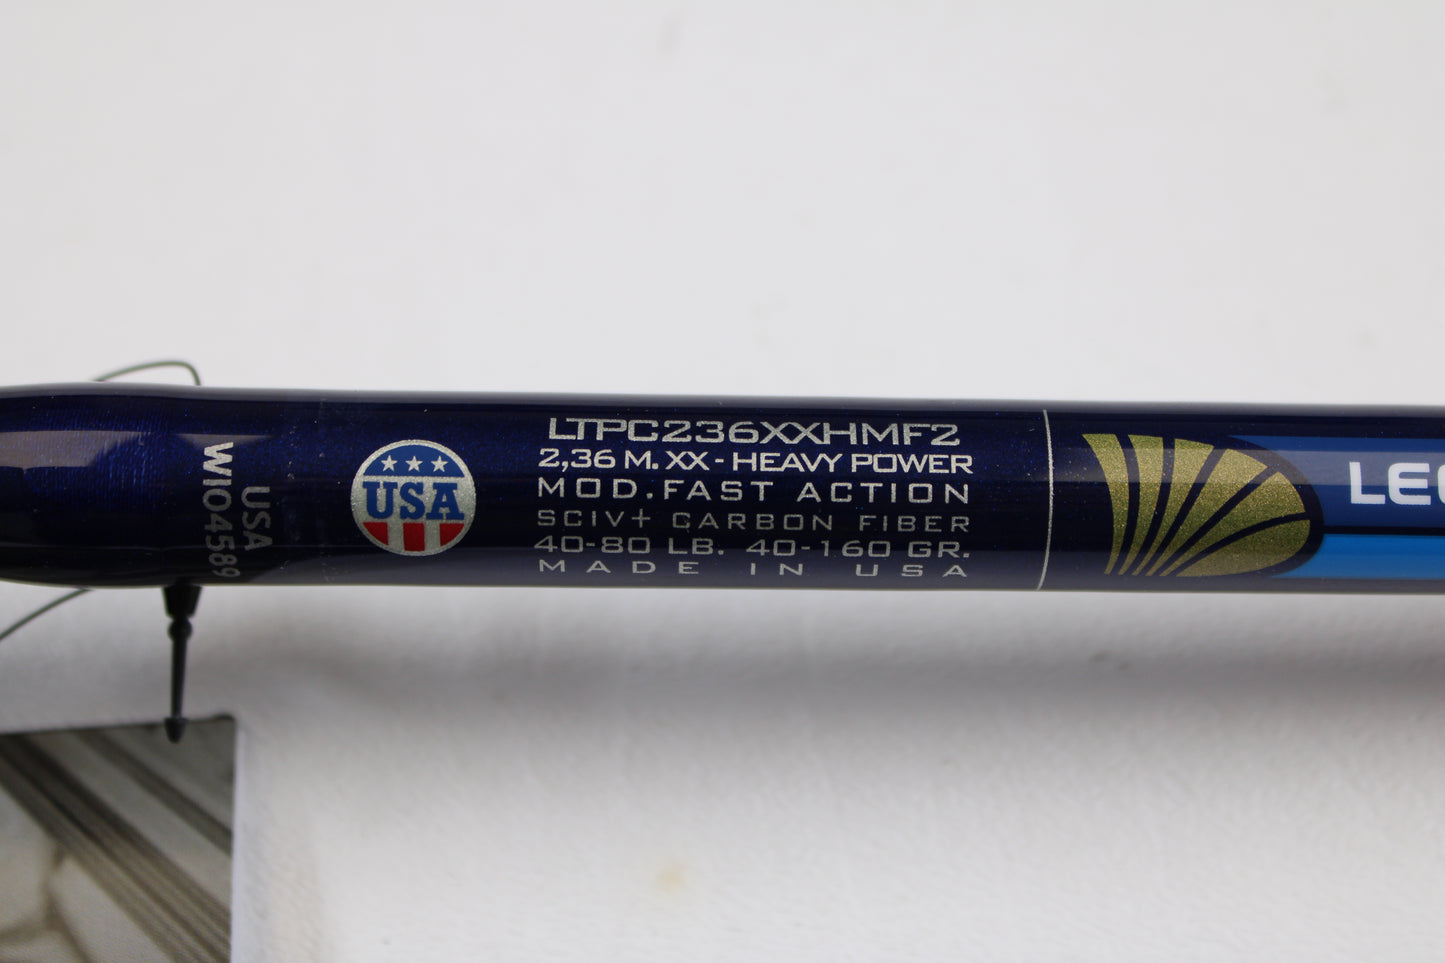 USA
WI04589
USA
LTPC236XXHMF2
2,36 M. XX - HEAVY POWER
MOD. FAST ACTION
SCIV+ CARBON FIBER
40-80 LB. 40-160 GR.
MADE IN USA